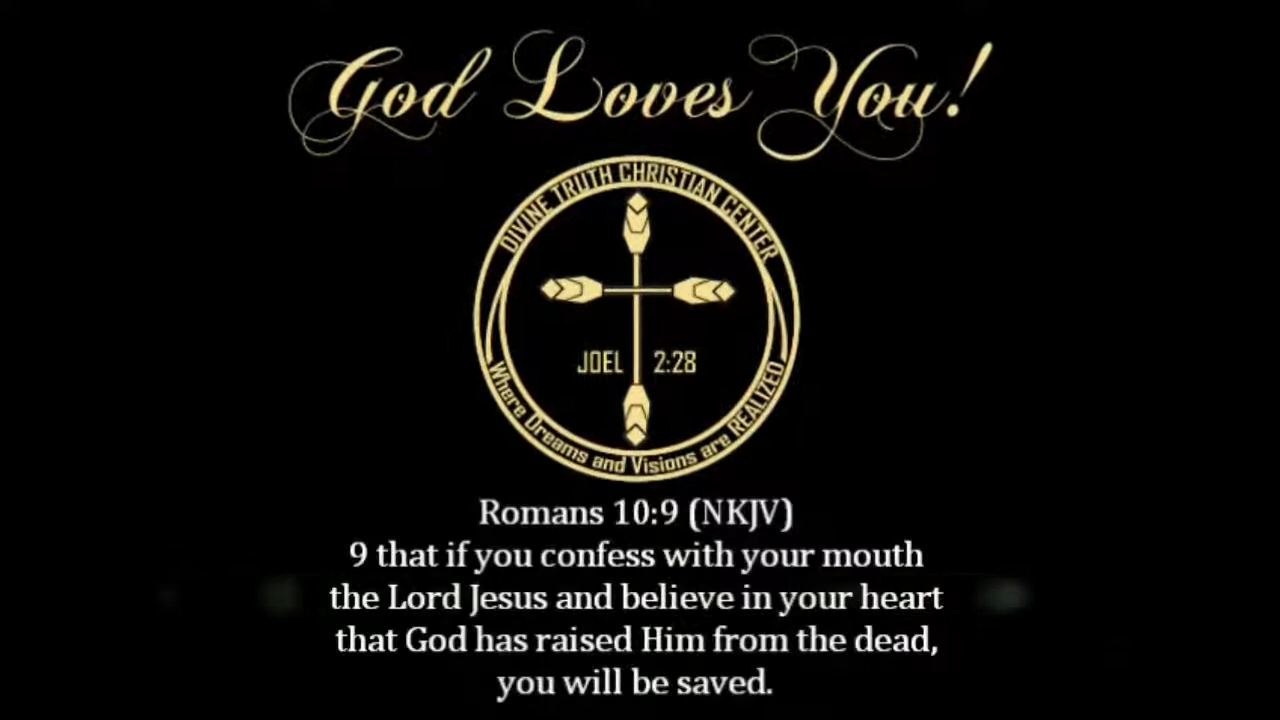 God Loves You!
DIVINE TRUTH CHRISTIAN CENTER
JOEL 2:28
Where Dreams and Visions are REALIZED
Romans 10:9 (NKJV)
9 that if you confess with your mouth
the Lord Jesus and believe in your heart
that God has raised Him from the dead,
you will be saved.